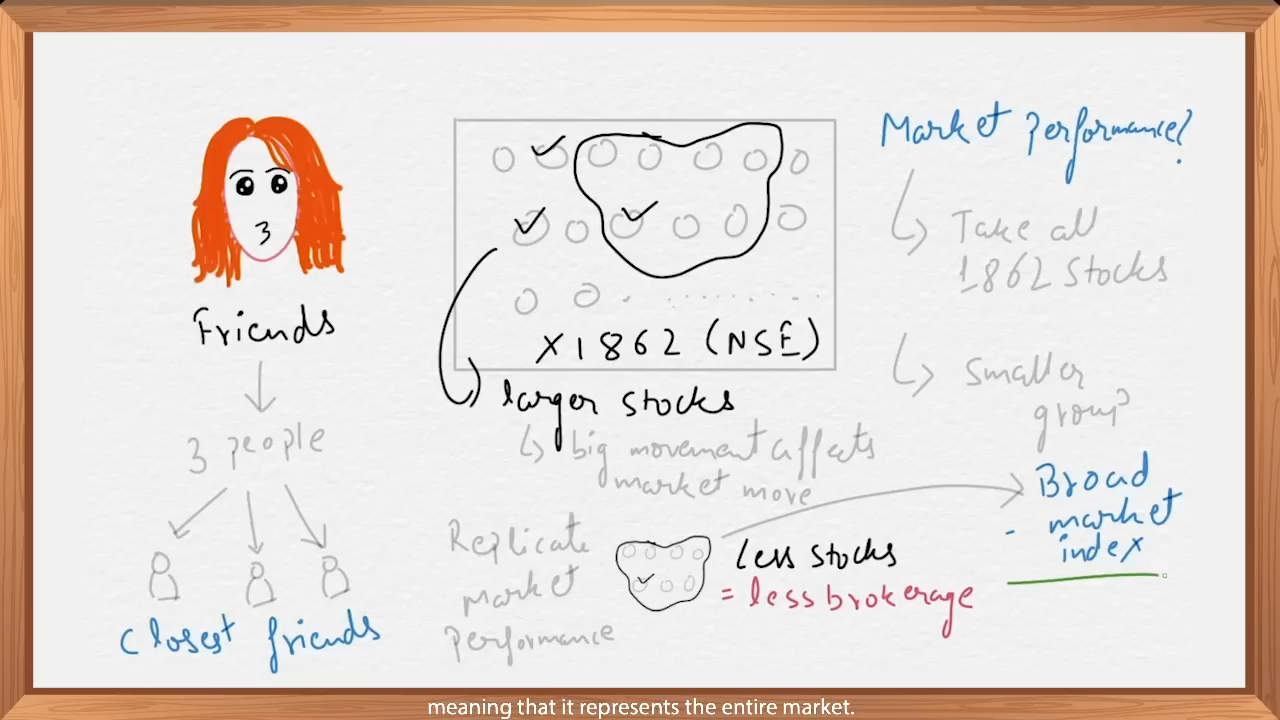 Friends
3 people
closest friends
X1862 (NSE)
larger stocks
big movement affects
market move
Replicate
market
performance
less stocks
= less brokerage
Market performance?
Take all
1862 stocks
smaller
group?
Broad
- market
index
meaning that it represents the entire market.